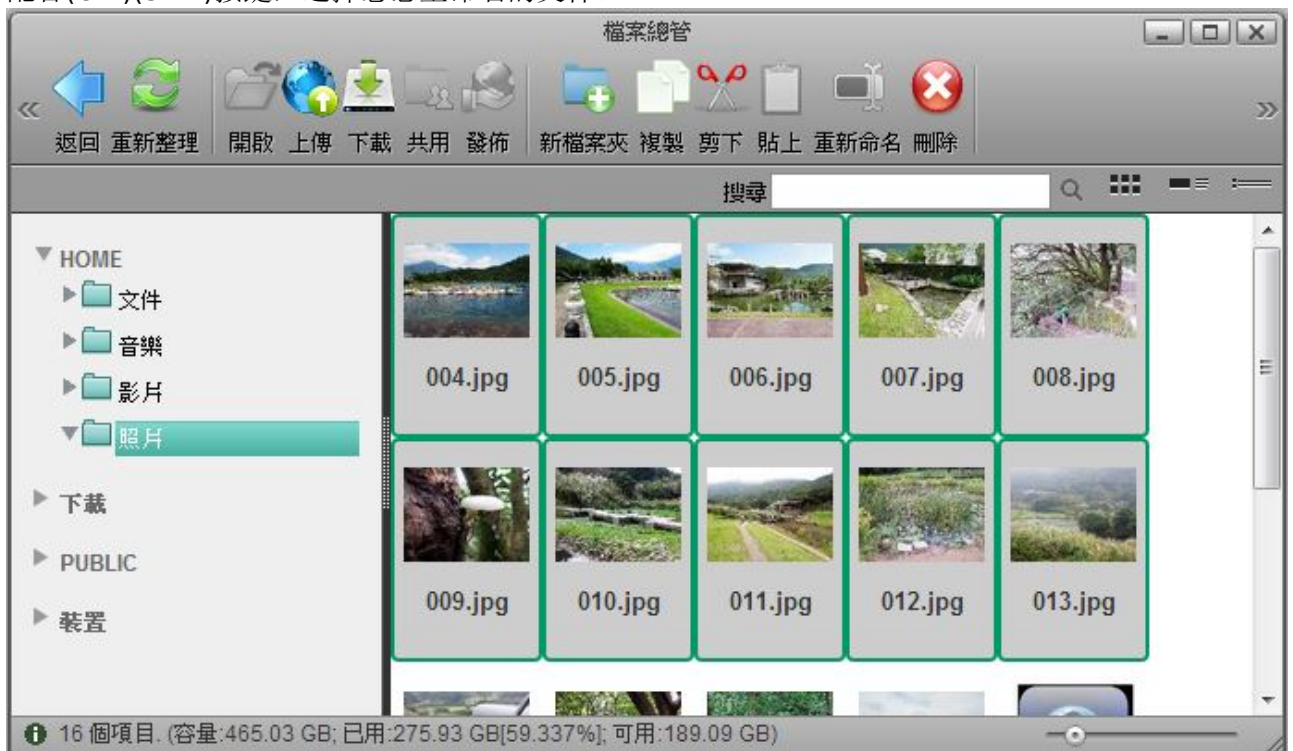 檔案總管
返回 重新整理 開啟 上傳 下載 共用 發佈 新檔案夾 複製 剪下 貼上 重新命名 刪除
搜尋
HOME
文件
音樂
影片
照片
下載
PUBLIC
裝置
004.jpg 005.jpg 006.jpg 007.jpg 008.jpg
009.jpg 010.jpg 011.jpg 012.jpg 013.jpg
16 個項目. (容量:465.03 GB; 已用:275.93 GB[59.337%]; 可用:189.09 GB)